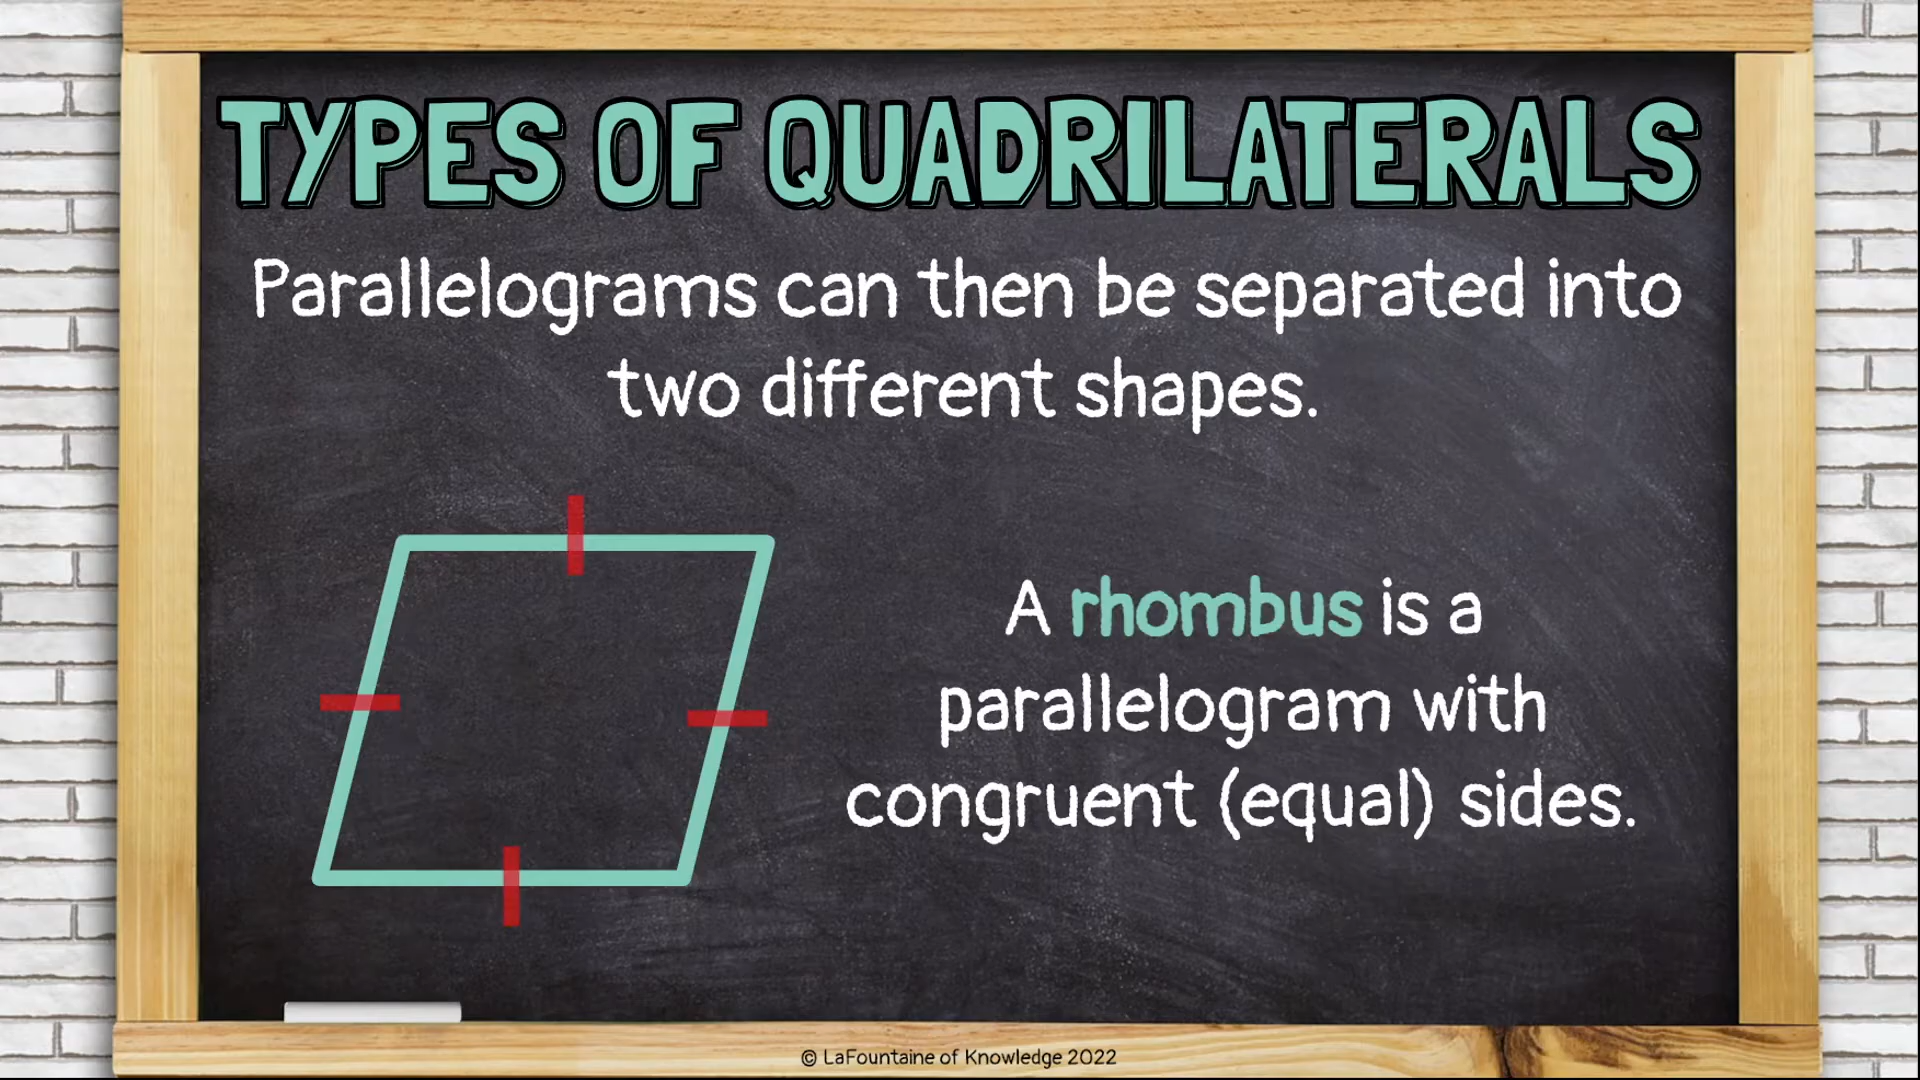 TYPES OF QUADRILATERALS
Parallelograms can then be separated into
two different shapes.
A rhombus is a
parallelogram with
congruent (equal) sides.
© LaFountaine of Knowledge 2022